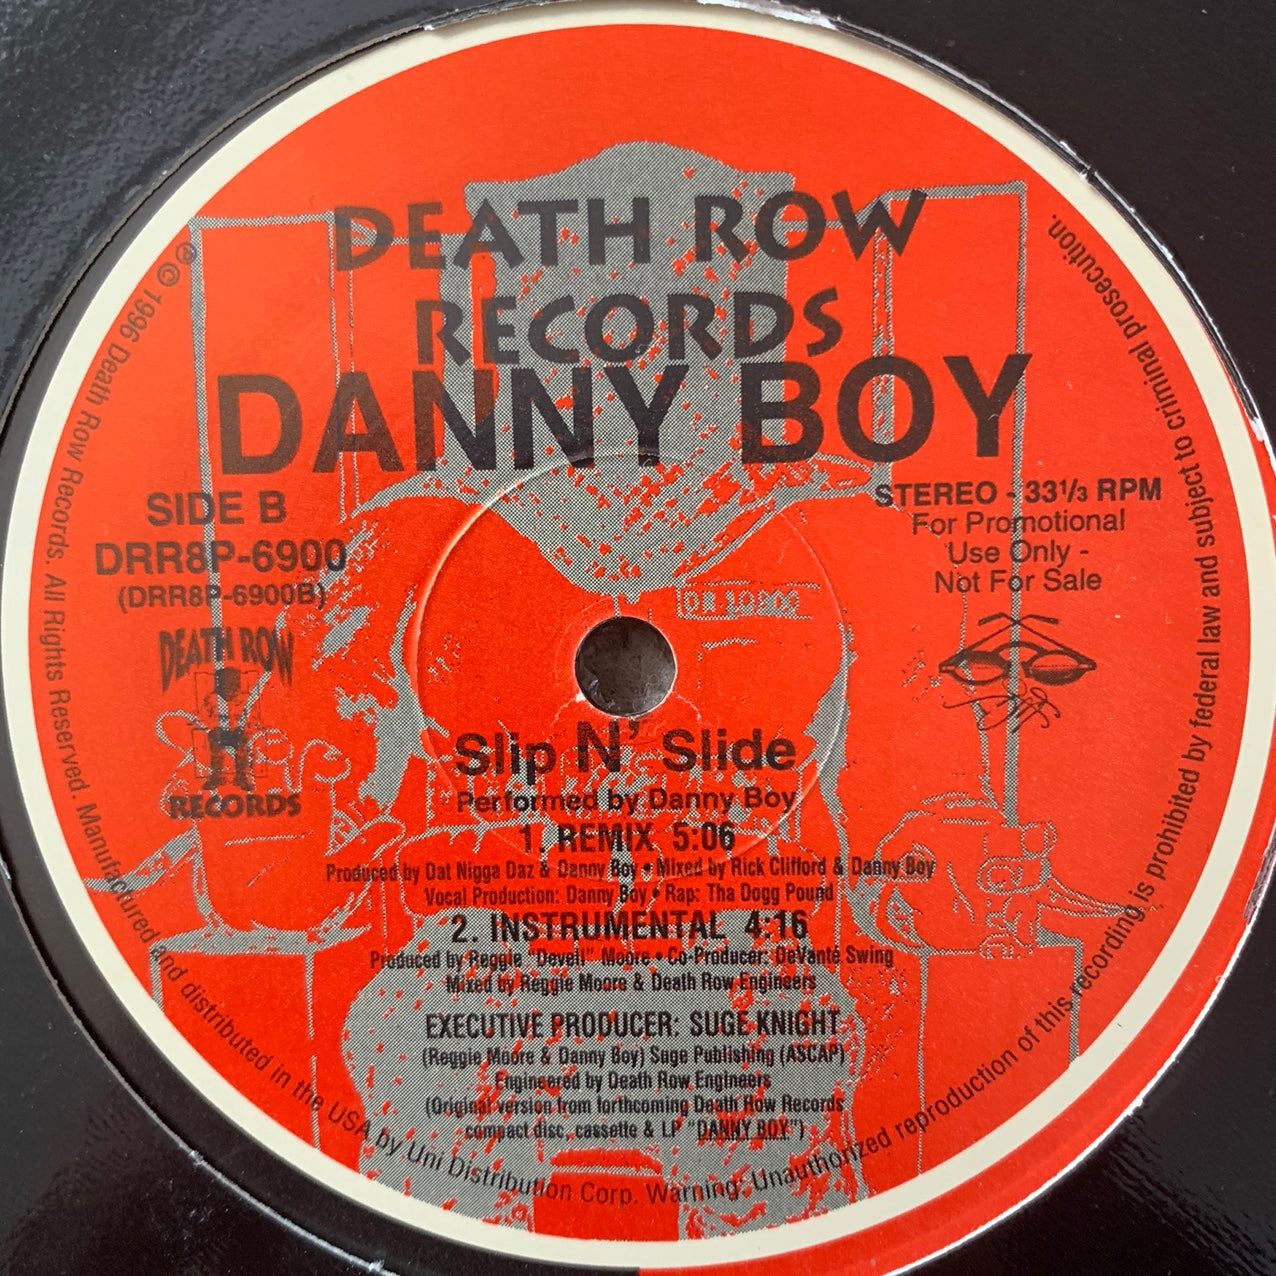 DEATH ROW
RECORDS
DANNY BOY
SIDE B
DRR8P-6900
(DRR8P-6900B)
STEREO - 33 1/3 RPM
For Promotional
Use Only -
Not For Sale
DEATH ROW
RECORDS
Slip N' Slide
Performed by Danny Boy
1. REMIX 5:06
Produced by Dat Nigga Daz & Danny Boy • Mixed by Rick Clifford & Danny Boy
Vocal Production: Danny Boy • Rap: Tha Dogg Pound
2. INSTRUMENTAL 4:16
Produced by Reggie "Deveil" Moore • Co-Producer: DeVanté Swing
Mixed by Reggie Moore & Death Row Engineers
EXECUTIVE PRODUCER: SUGE KNIGHT
(Reggie Moore & Danny Boy) Suge Publishing (ASCAP)
Engineered by Death Row Engineers
(Original version from forthcoming Death Row Records
compact disc, cassette & LP "DANNY BOY")
℗© 1996 Death Row Records. All Rights Reserved. Manufactured and distributed in the USA by Uni Distribution Corp. Warning: Unauthorized reproduction of this recording is prohibited by federal law and subject to criminal prosecution.